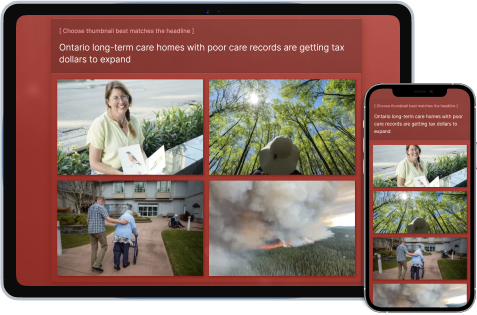 [ Choose thumbnail best matches the headline ]
Ontario long-term care homes with poor care records are getting tax
dollars to expand
[ Choose thumbnail best matches the headline ]
Ontario long-term care homes with poor
care records are getting tax dollars to
expand